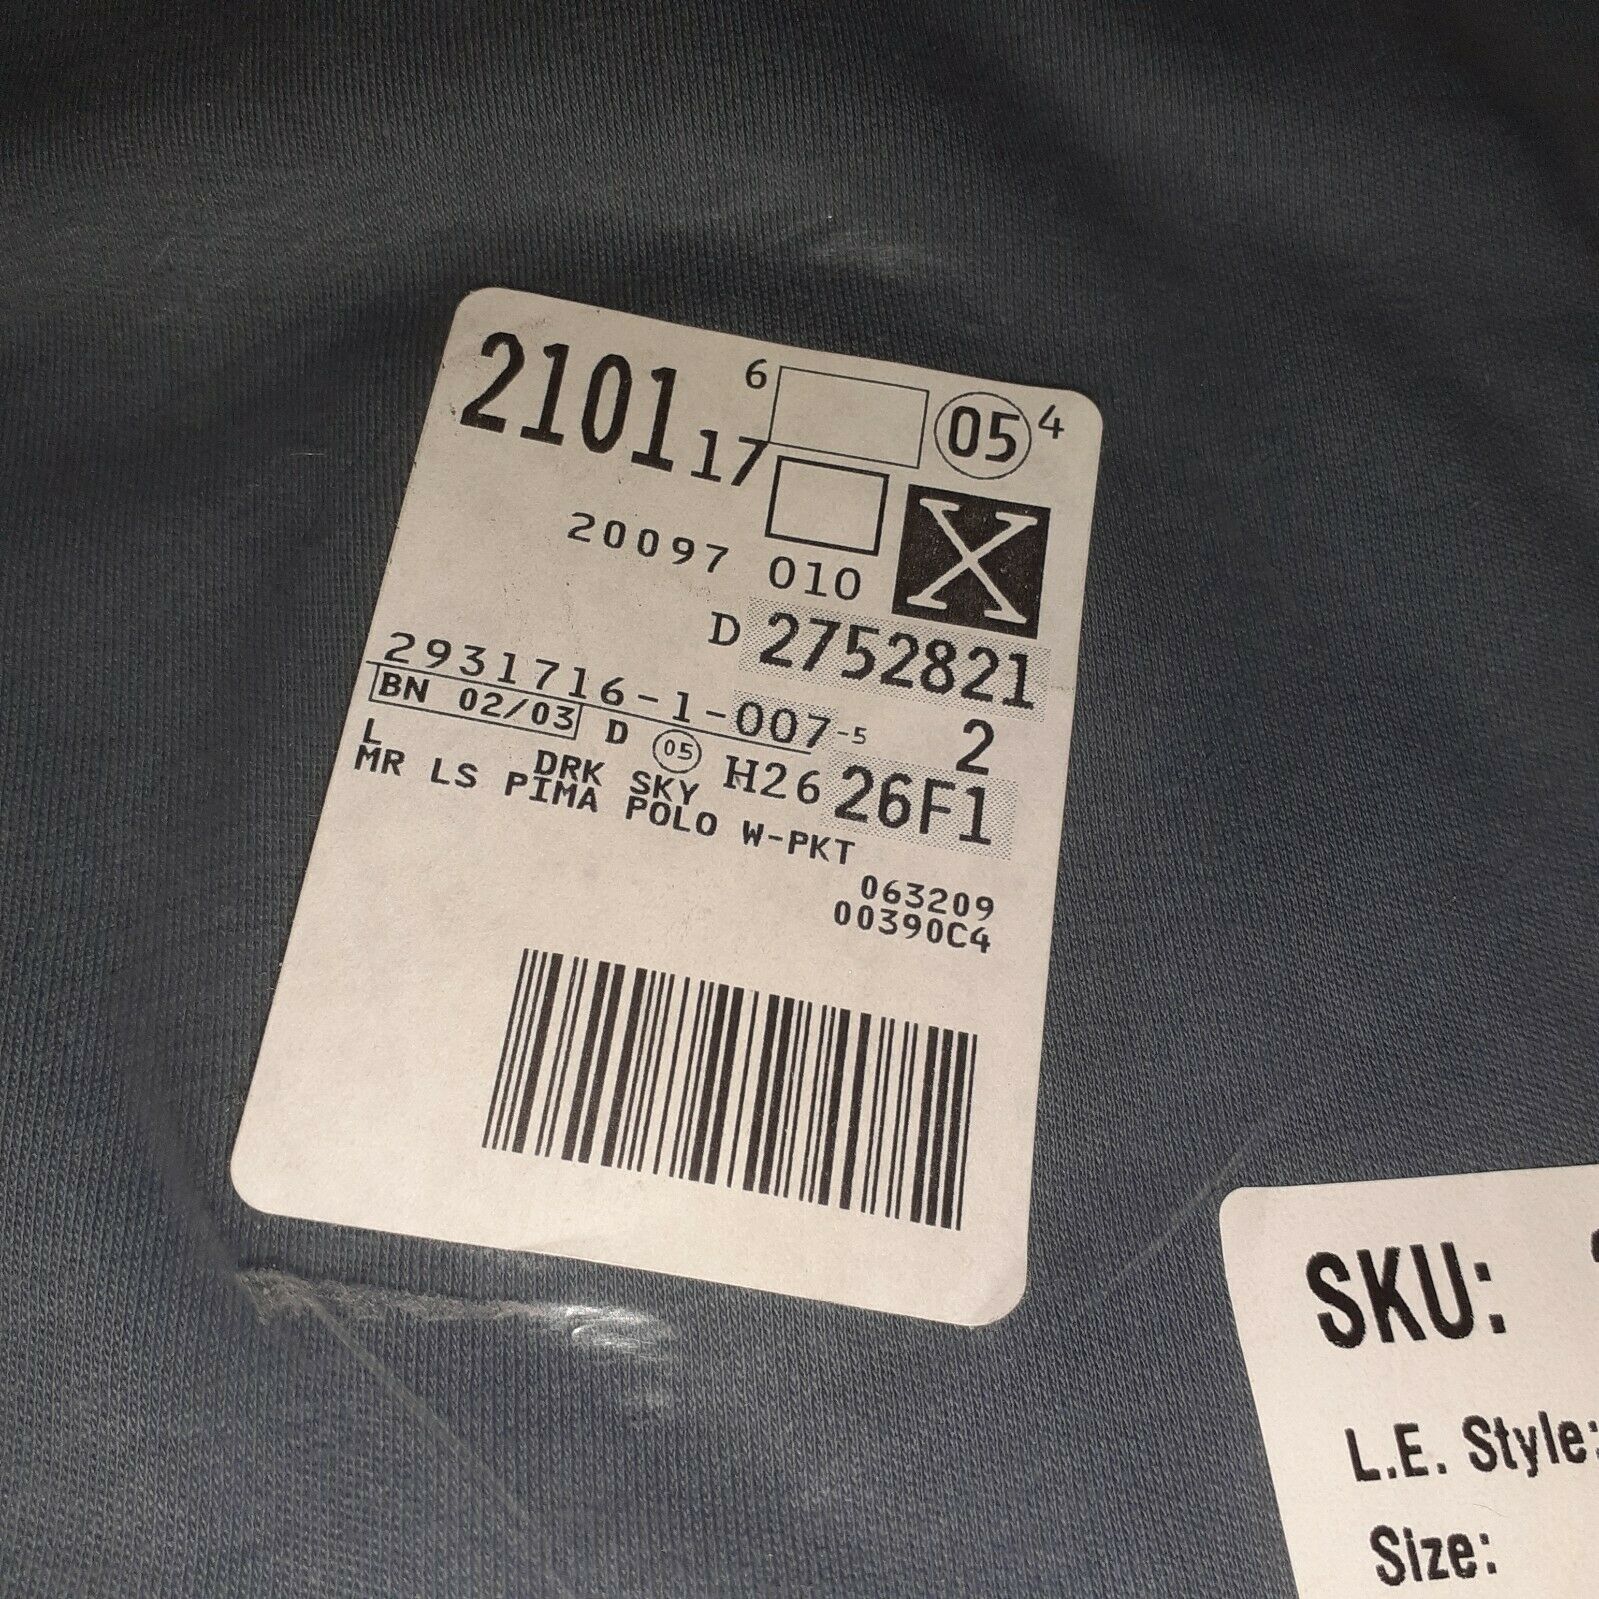 2101 17 6 05 4
20097 010 X
D 2752821
2931716-1-007-5 2
BN 02/03 D 05 H26 26F1
L DRK SKY
MR LS PIMA POLO W-PKT
063209
00390C4
SKU:
L.E. Style:
Size: